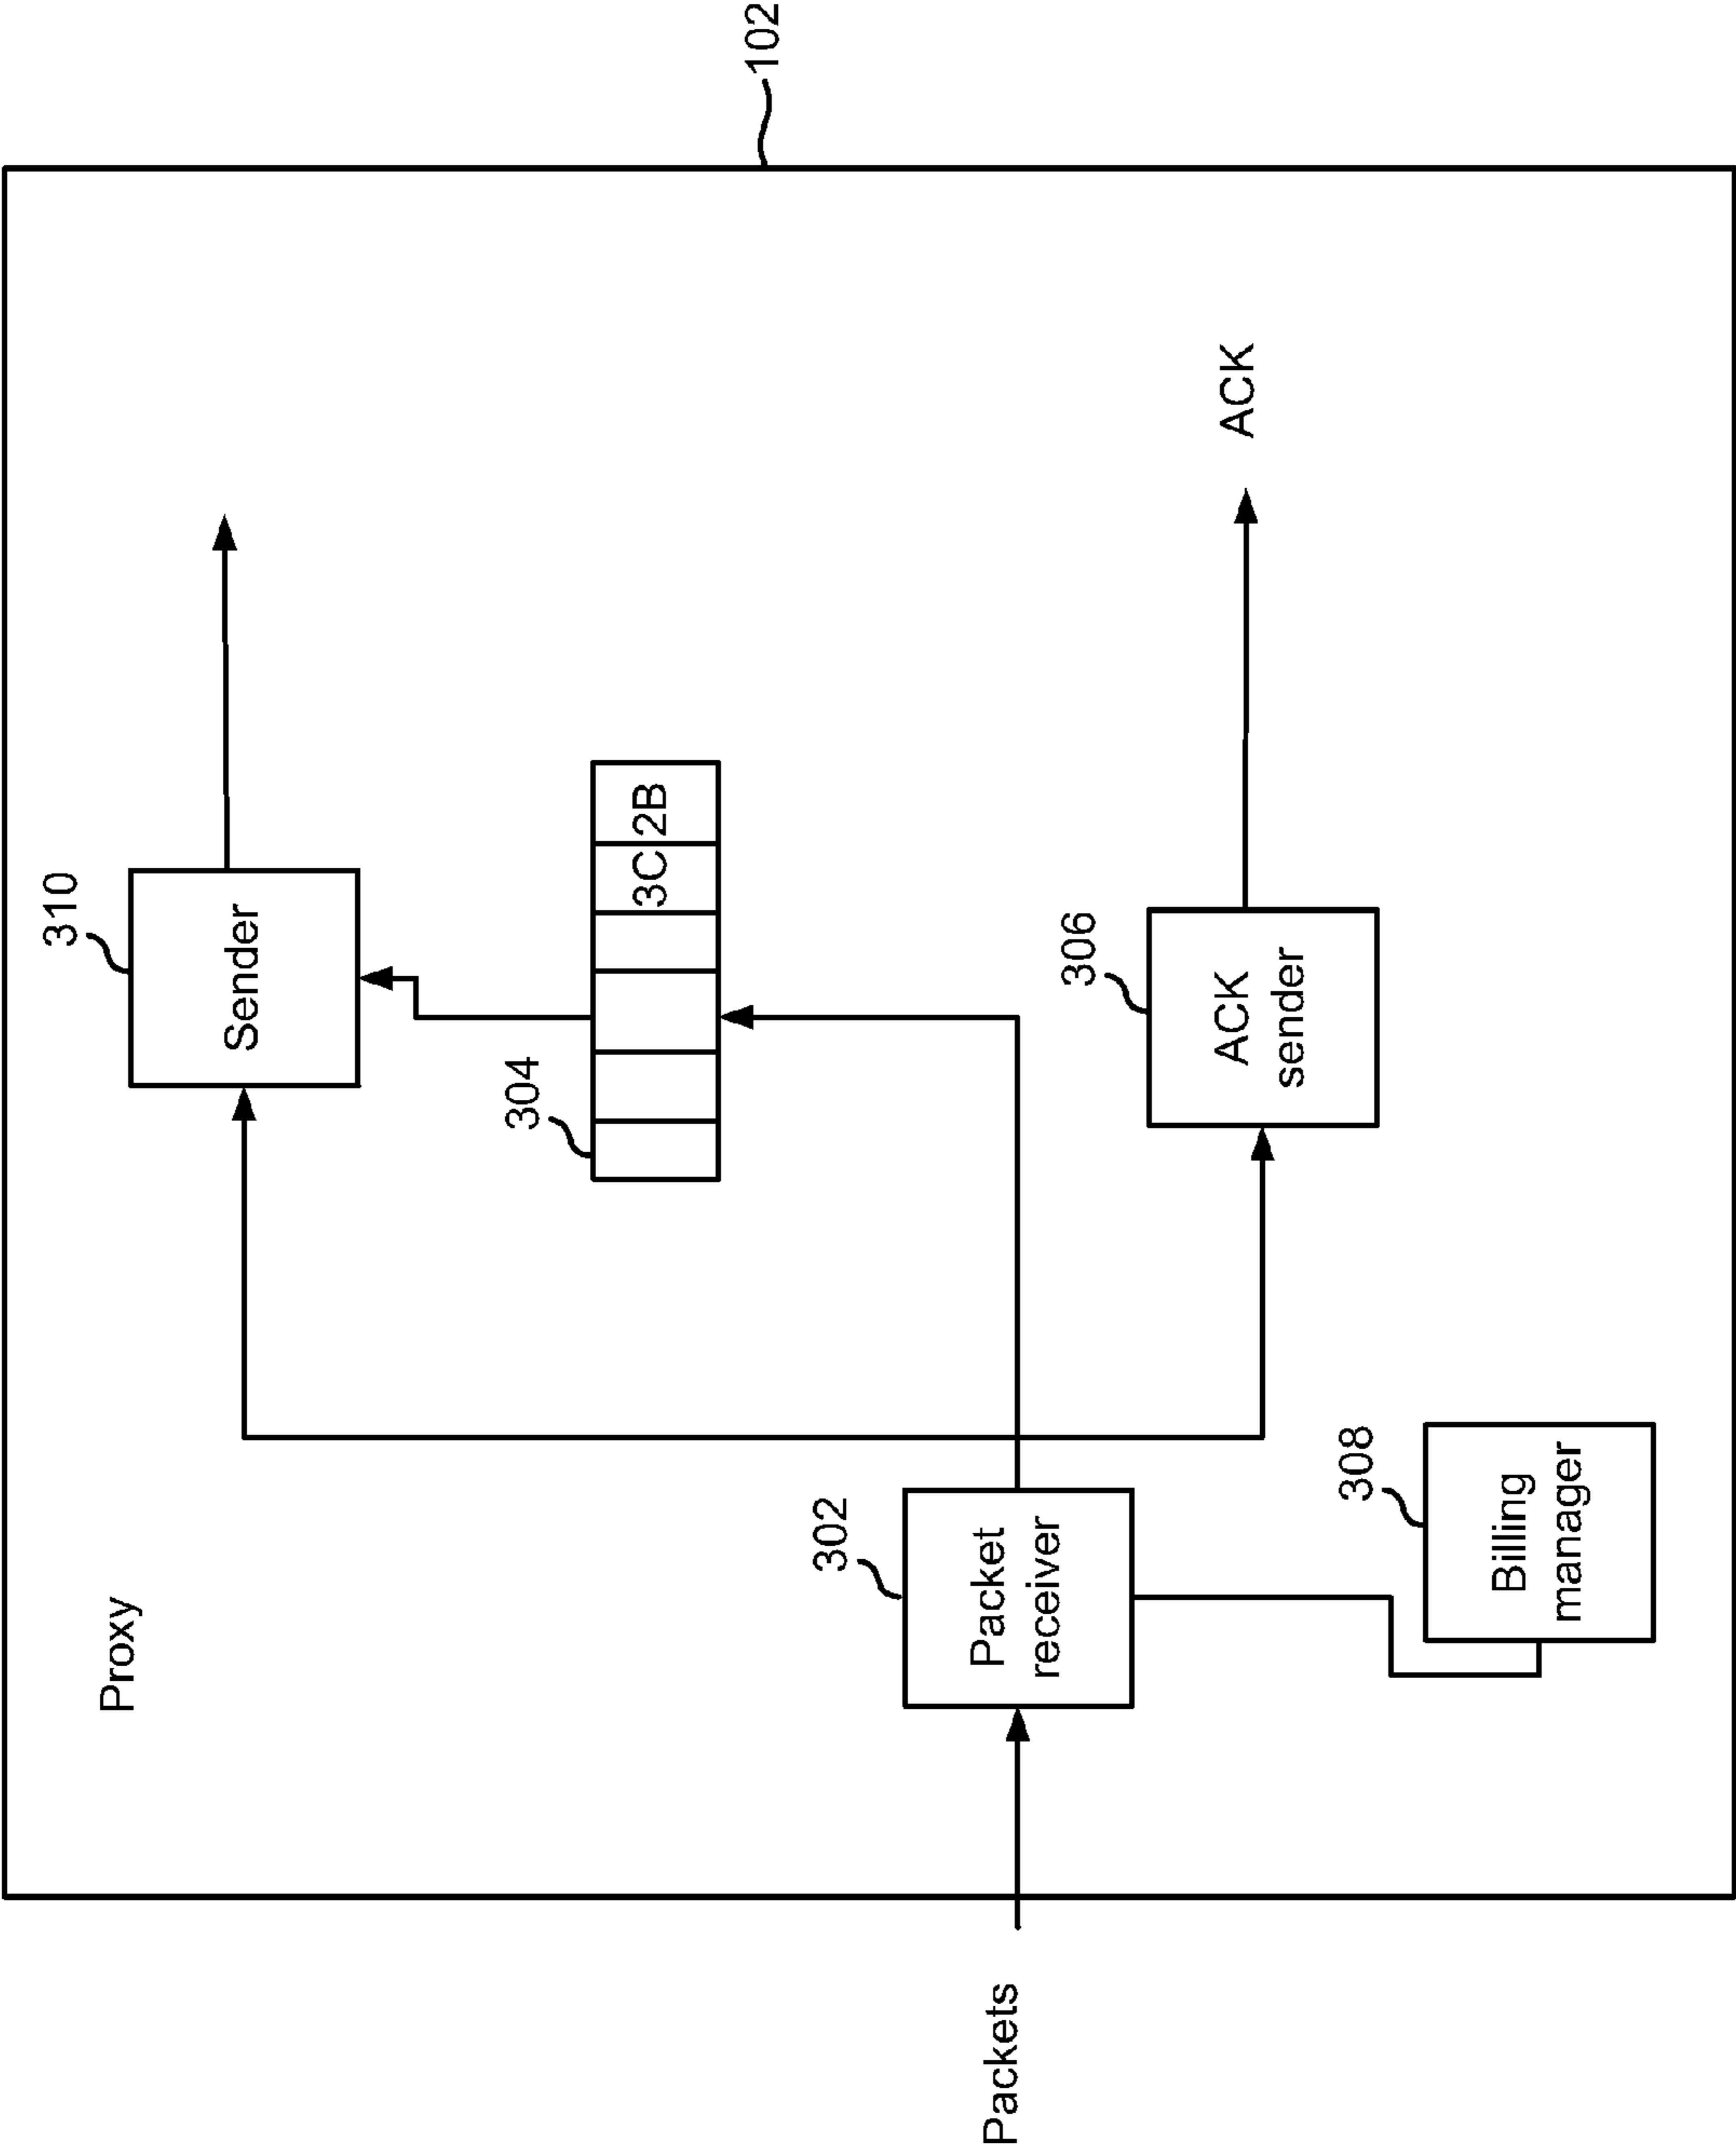 310
Proxy
Sender
304
3C
2B
102
302
Packets
Packet
receiver
306
ACK
sender
ACK
308
Billing
manager